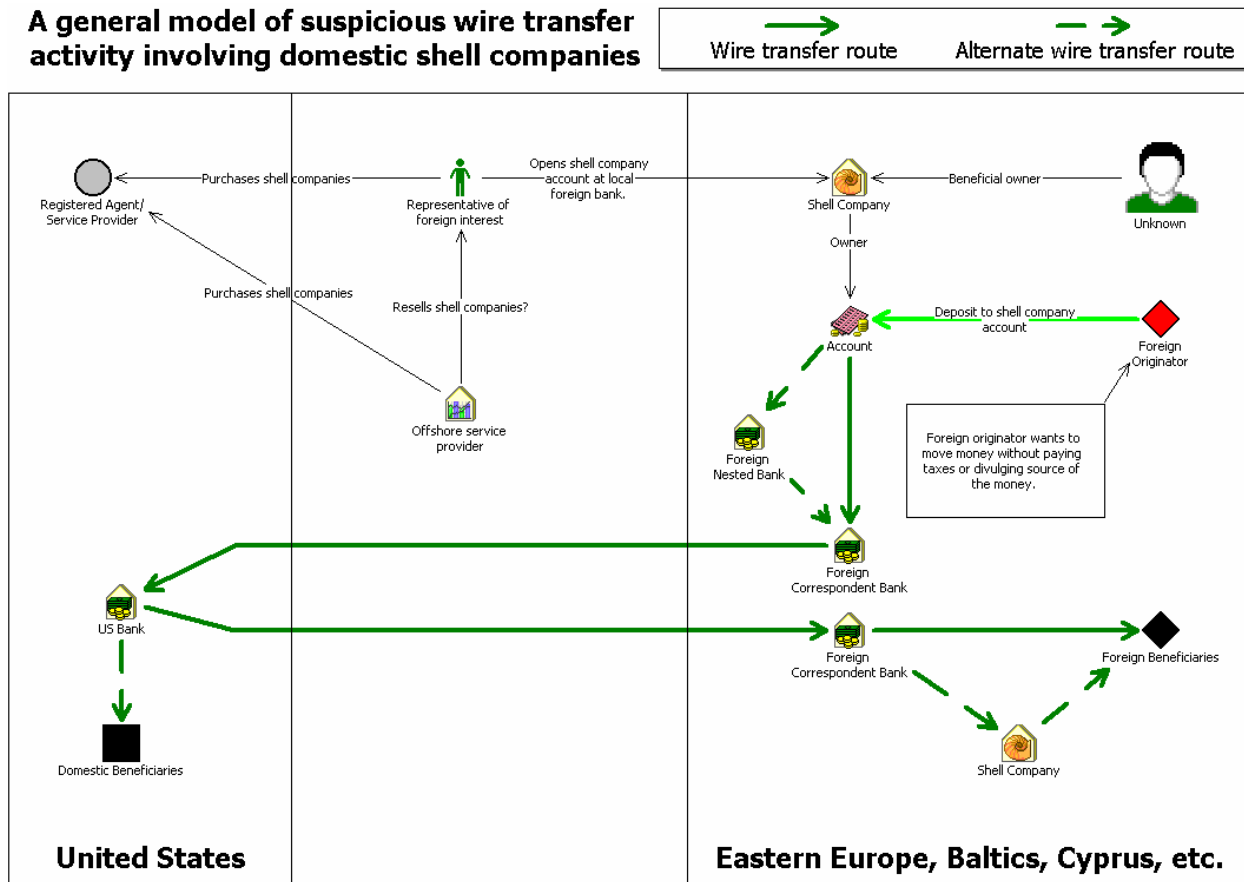 A general model of suspicious wire transfer
activity involving domestic shell companies
Wire transfer route
Alternate wire transfer route
Registered Agent/
Service Provider
Purchases shell companies
Representative of
foreign interest
Opens shell company
account at local
foreign bank.
Shell Company
Beneficial owner
Unknown
Owner
Purchases shell companies
Resells shell companies?
Account
Deposit to shell company
account
Foreign
Originator
Offshore service
provider
Foreign
Nested Bank
Foreign originator wants to
move money without paying
taxes or divulging source of
the money.
Foreign
Correspondent Bank
US Bank
Foreign
Correspondent Bank
Foreign Beneficiaries
Domestic Beneficiaries
Shell Company
United States
Eastern Europe, Baltics, Cyprus, etc.